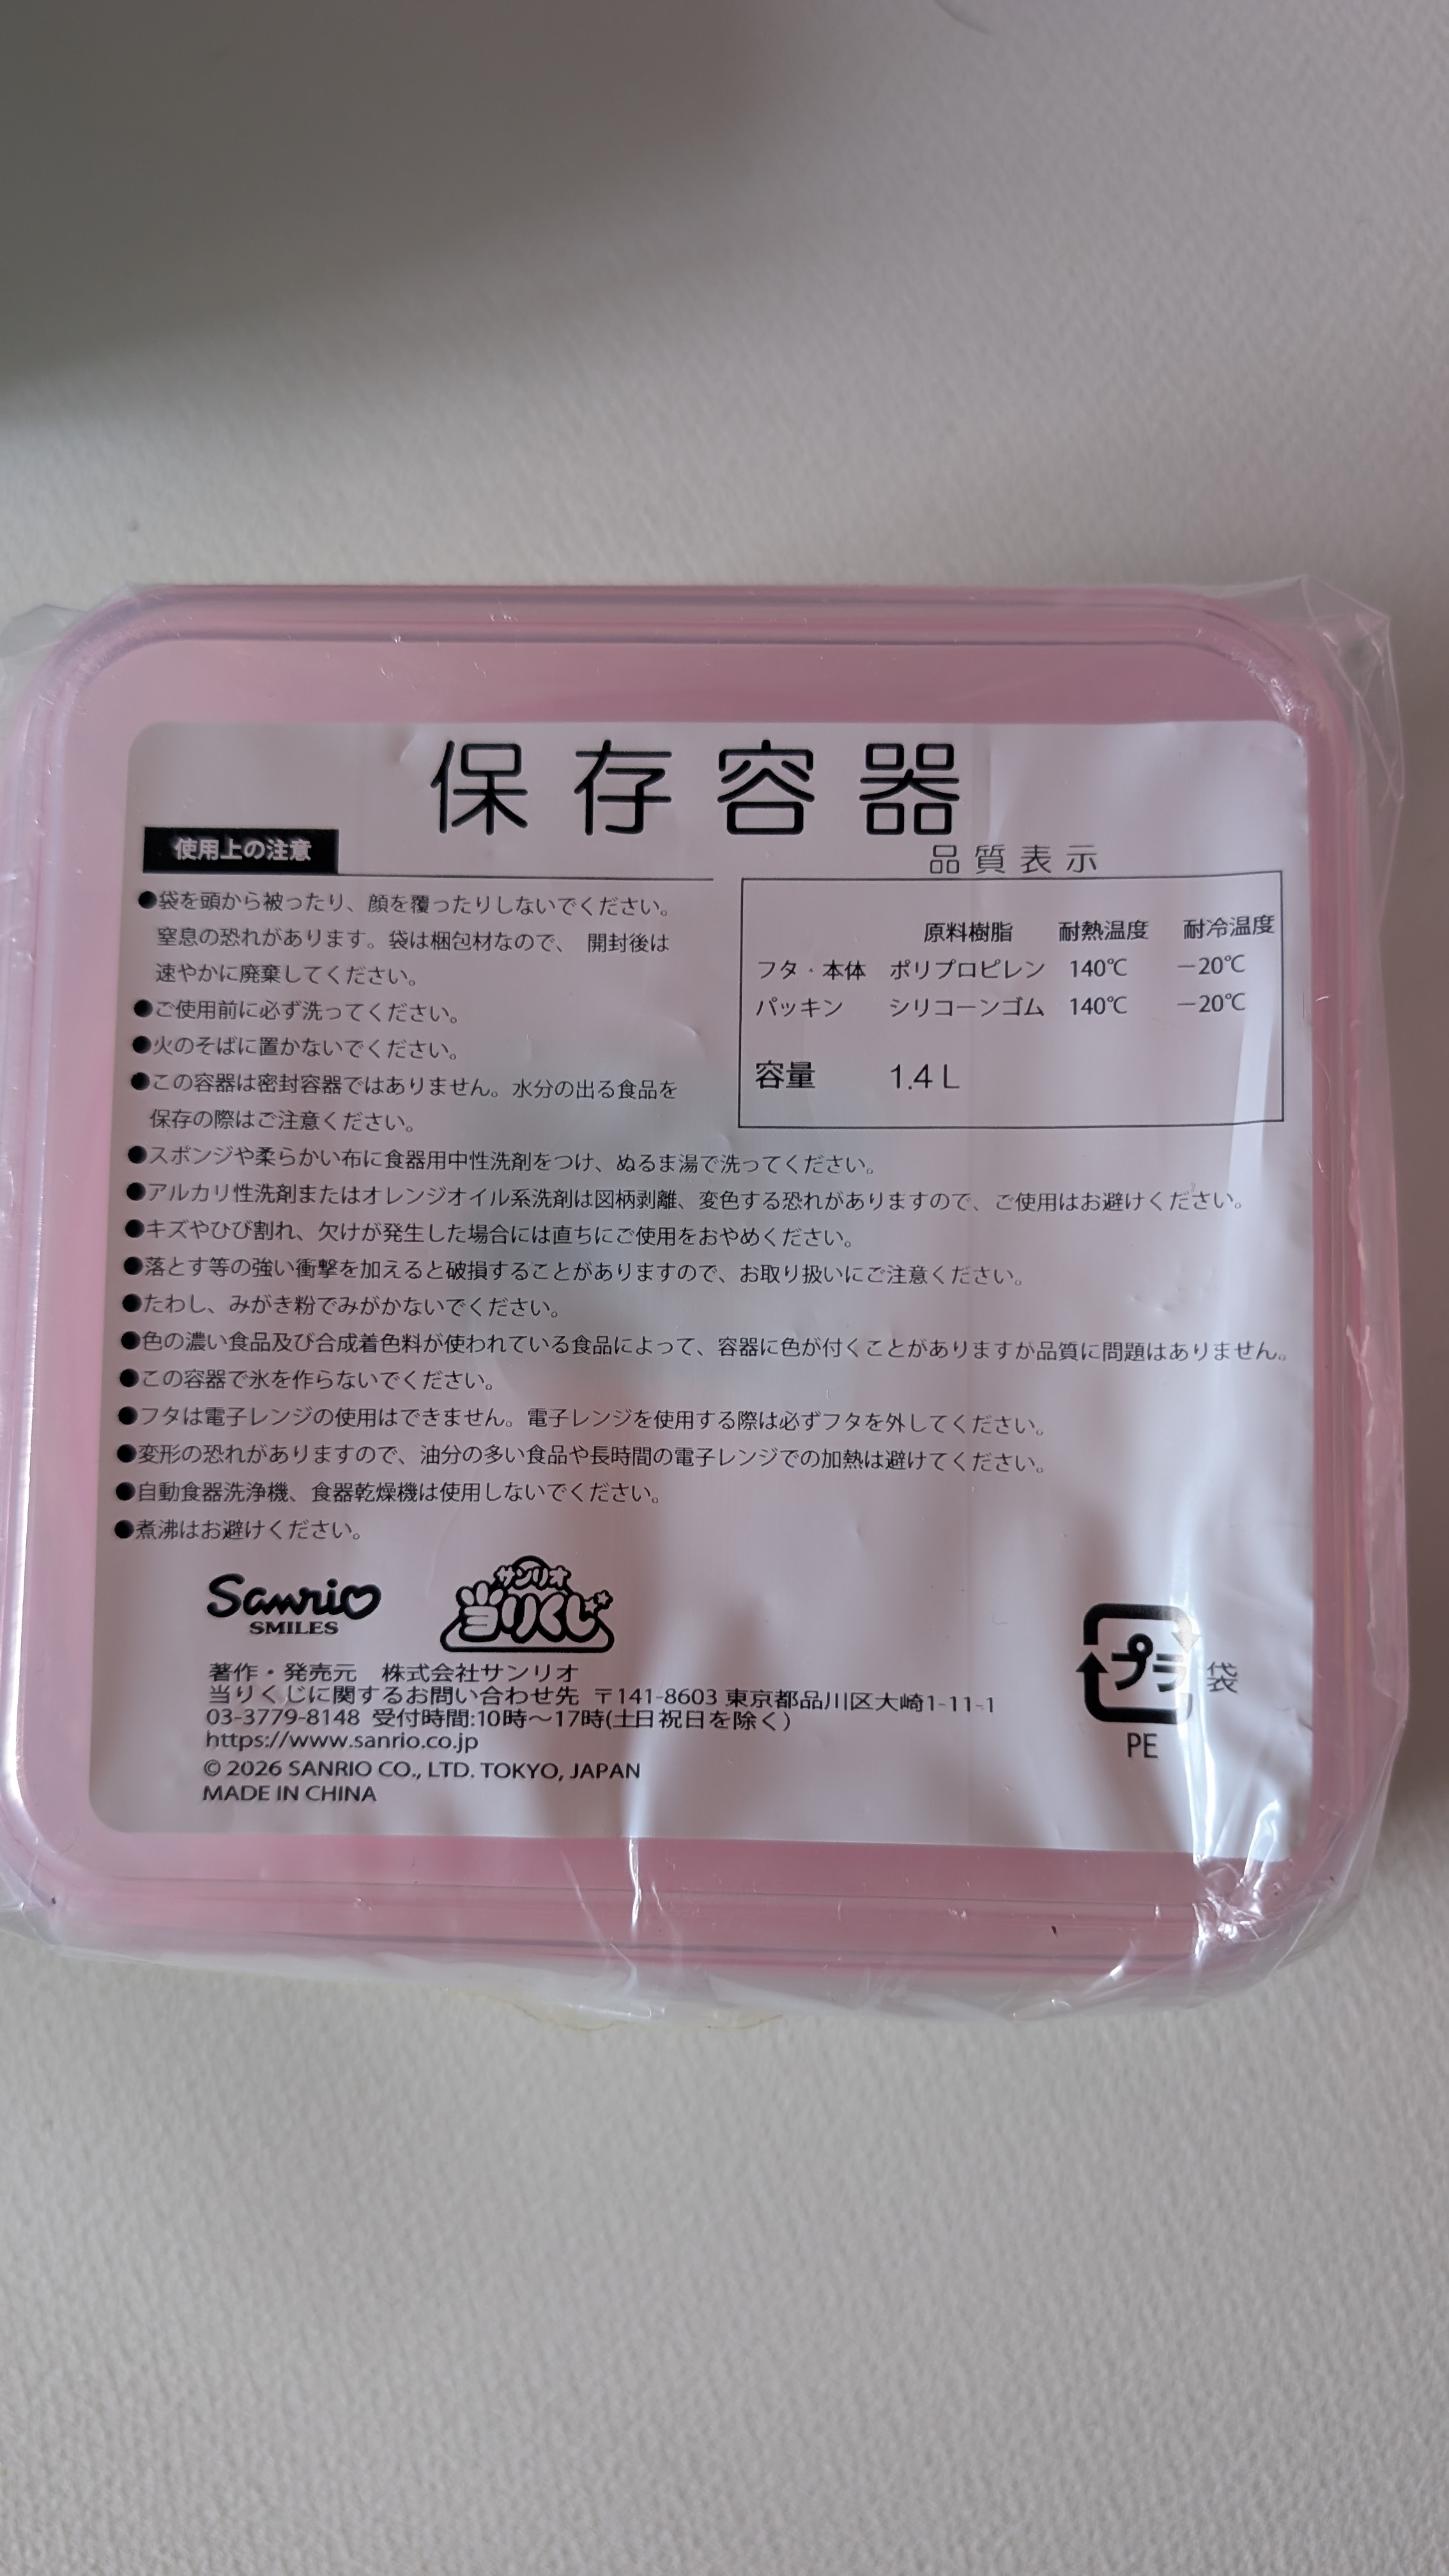 保存容器
使用上の注意
●袋を頭から被ったり、顔を覆ったりしないでください。
窒息の恐れがあります。袋は梱包材なので、 開封後は
速やかに廃棄してください。
●ご使用前に必ず洗ってください。
●火のそばに置かないでください。
●この容器は密封容器ではありません。水分の出る食品を
保存の際はご注意ください。
品質表示
原料樹脂 耐熱温度 耐冷温度
フタ・本体 ポリプロピレン 140℃ −20℃
パッキン シリコーンゴム 140℃ −20℃
容量 1.4 L
●スポンジや柔らかい布に食器用中性洗剤をつけ、ぬるま湯で洗ってください。
●アルカリ性洗剤またはオレンジオイル系洗剤は図柄剥離、変色する恐れがありますので、ご使用はお避けください。
●キズやひび割れ、欠けが発生した場合には直ちにご使用をおやめください。
●落とす等の強い衝撃を加えると破損することがありますので、お取り扱いにご注意ください。
●たわし、みがき粉でみがかないでください。
●色の濃い食品及び合成着色料が使われている食品によって、容器に色が付くことがありますが品質に問題はありません。
●この容器で氷を作らないでください。
●フタは電子レンジの使用はできません。電子レンジを使用する際は必ずフタを外してください。
●変形の恐れがありますので、油分の多い食品や長時間の電子レンジでの加熱は避けてください。
●自動食器洗浄機、食器乾燥機は使用しないでください。
●煮沸はお避けください。
Sanrio
SMILES
サンリオ
当りくじ
著作・発売元 株式会社サンリオ
当りくじに関するお問い合わせ先 〒141-8603 東京都品川区大崎1-11-1
03-3779-8148 受付時間:10時〜17時(土日祝日を除く)
https://www.sanrio.co.jp
© 2026 SANRIO CO., LTD. TOKYO, JAPAN
MADE IN CHINA
プラ 袋
PE